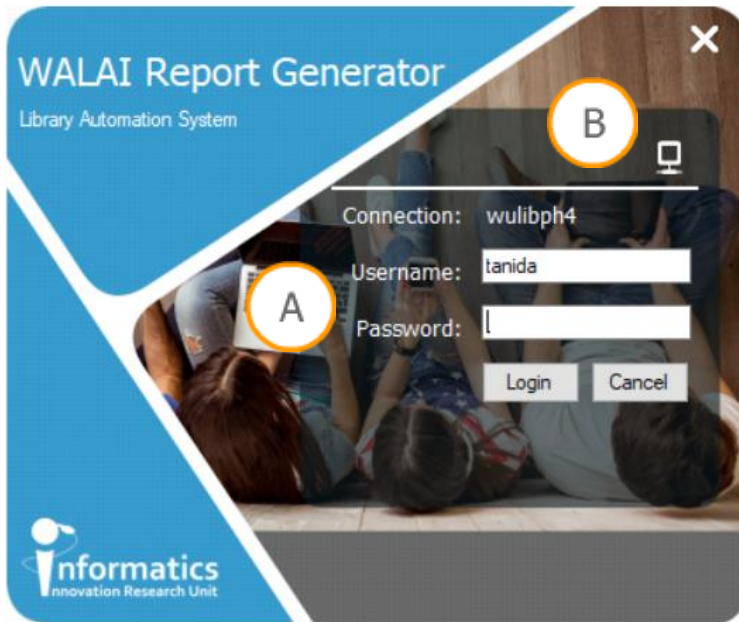 WALAI Report Generator
Library Automation System
B
Connection: wulibph4
Username: tanida
A
Password:
Login Cancel
informatics
innovation Research Unit